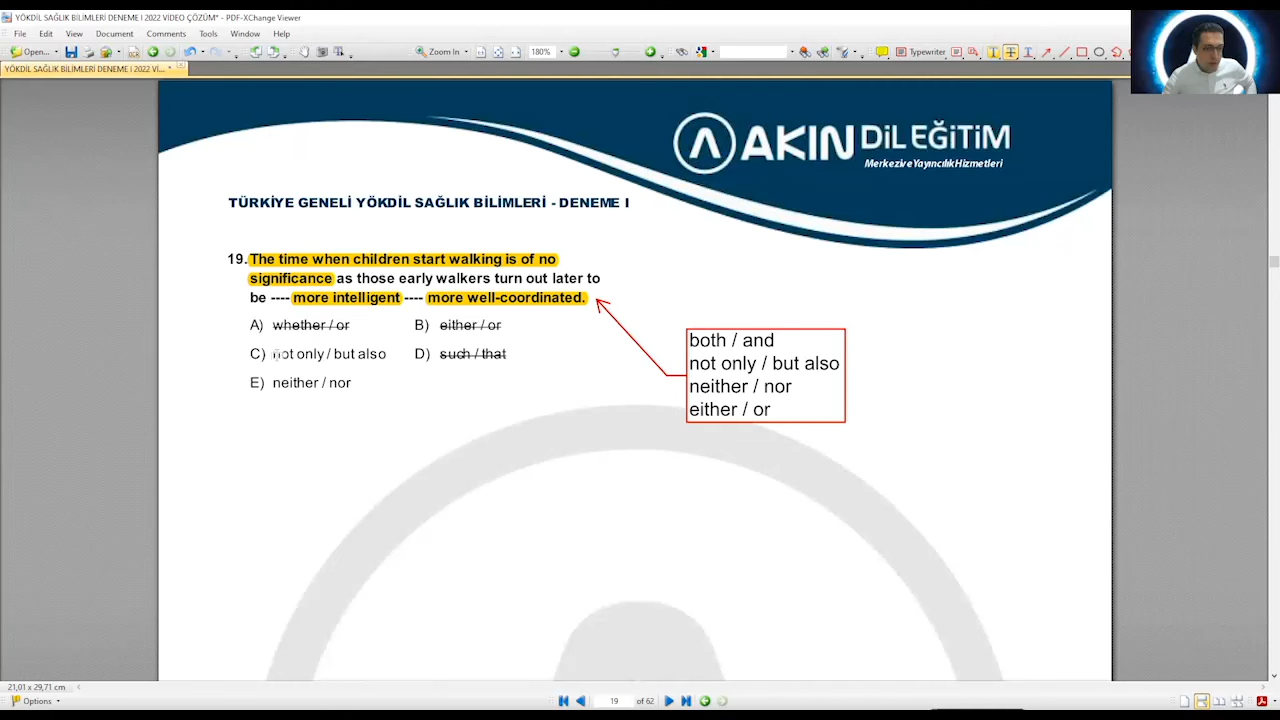 YÖKDİL SAĞLIK BİLİMLERİ DENEME I 2022 VİDEO ÇÖZÜM* - PDF-XChange Viewer
File Edit View Document Comments Tools Window Help
Open... Zoom In 180% Typewriter
YÖKDİL SAĞLIK BİLİMLERİ DENEME I 2022 Vİ... *
AKIN DİL EĞİTİM
Merkezi ve Yayıncılık Hizmetleri
TÜRKİYE GENELİ YÖKDİL SAĞLIK BİLİMLERİ - DENEME I
19. The time when children start walking is of no
significance as those early walkers turn out later to
be ---- more intelligent ---- more well-coordinated.
A) whether / or B) either / or
C) not only / but also D) such / that
E) neither / nor
both / and
not only / but also
neither / nor
either / or
21,01 x 29,71 cm
Options 19 of 62